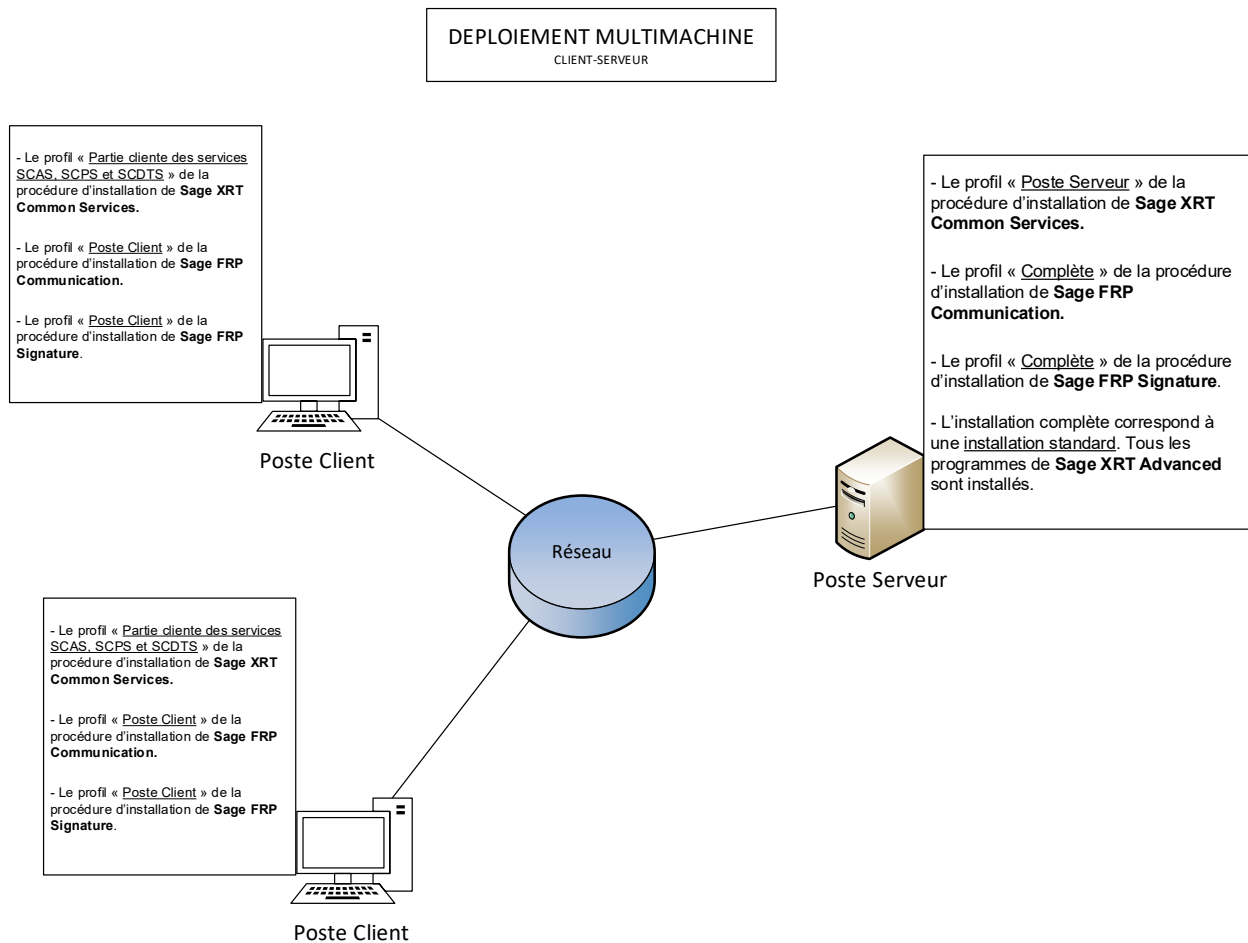 DEPLOIEMENT MULTIMACHINE
CLIENT-SERVEUR
- Le profil « Partie cliente des services
SCAS, SCPS et SCDTS » de la
procédure d'installation de Sage XRT
Common Services.
- Le profil « Poste Client » de la
procédure d'installation de Sage FRP
Communication.
- Le profil « Poste Client » de la
procédure d'installation de Sage FRP
Signature.
Poste Client
- Le profil « Poste Serveur » de la
procédure d'installation de Sage XRT
Common Services.
- Le profil « Complète » de la procédure
d'installation de Sage FRP
Communication.
- Le profil « Complète » de la procédure
d'installation de Sage FRP Signature.
- L'installation complète correspond à
une installation standard. Tous les
programmes de Sage XRT Advanced
sont installés.
Poste Serveur
Réseau
- Le profil « Partie cliente des services
SCAS, SCPS et SCDTS » de la
procédure d'installation de Sage XRT
Common Services.
- Le profil « Poste Client » de la
procédure d'installation de Sage FRP
Communication.
- Le profil « Poste Client » de la
procédure d'installation de Sage FRP
Signature.
Poste Client